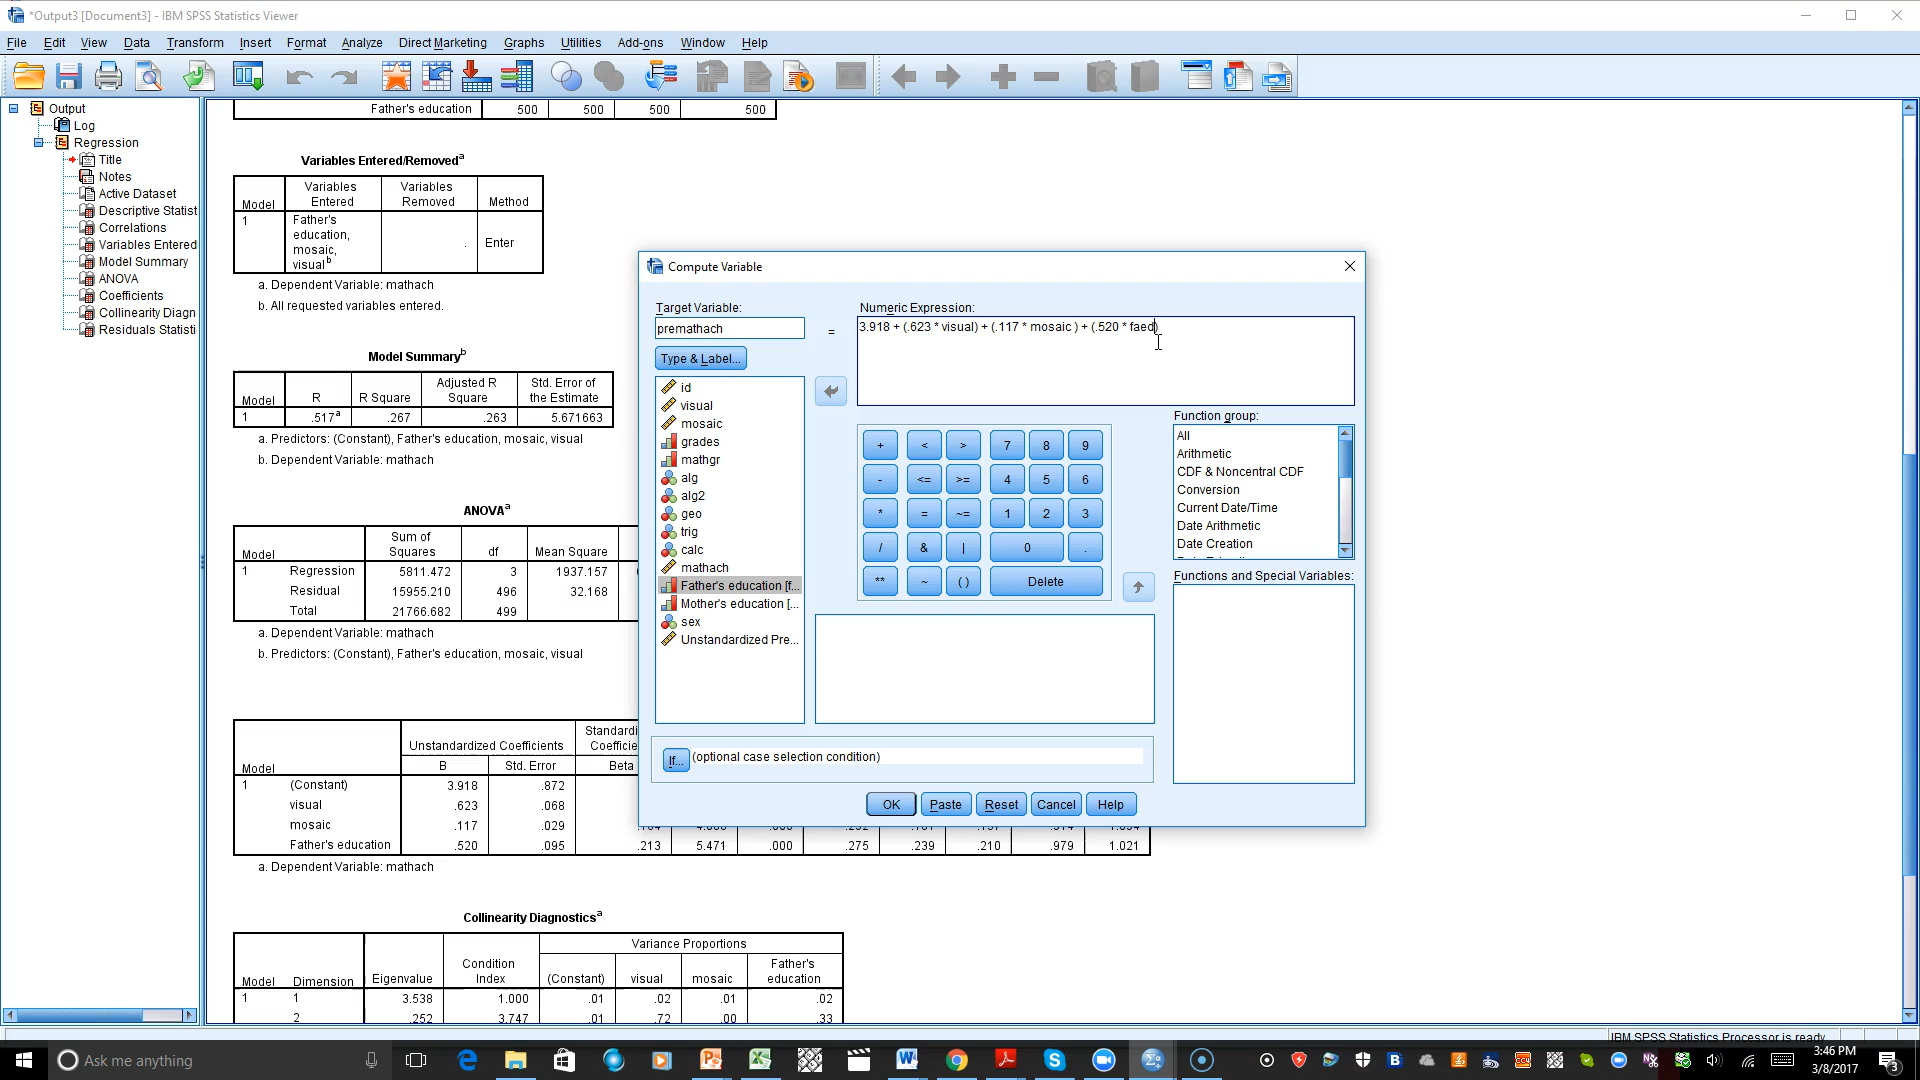 *Output3 [Document3] - IBM SPSS Statistics Viewer
File Edit View Data Transform Insert Format Analyze Direct Marketing Graphs Utilities Add-ons Window Help
Output
Log
Regression
Title
Notes
Active Dataset
Descriptive Statist
Correlations
Variables Entered
Model Summary
ANOVA
Coefficients
Collinearity Diagn
Residuals Statisti
Father's education 500 500 500 500
Variables Entered/Removed a
Model Variables Entered Variables Removed Method
1 Father's education, mosaic, visual b . Enter
a. Dependent Variable: mathach
b. All requested variables entered.
Model Summary b
Model R R Square Adjusted R Square Std. Error of the Estimate
1 .517 a .267 .263 5.671663
a. Predictors: (Constant), Father's education, mosaic, visual
b. Dependent Variable: mathach
ANOVA a
Model Sum of Squares df Mean Square
1 Regression 5811.472 3 1937.157
Residual 15955.210 496 32.168
Total 21766.682 499
a. Dependent Variable: mathach
b. Predictors: (Constant), Father's education, mosaic, visual
Model Unstandardized Coefficients Standardi Coefficie
B Std. Error Beta
1 (Constant) 3.918 .872
visual .623 .068
mosaic .117 .029
Father's education .520 .095 .213 5.471 .000 .275 .239 .210 .979 1.021
a. Dependent Variable: mathach
Collinearity Diagnostics a
Model Dimension Eigenvalue Condition Index Variance Proportions
(Constant) visual mosaic Father's education
1 1 3.538 1.000 .01 .02 .01 .02
2 .252 3.747 .01 .72 .00 .33
Compute Variable
Target Variable:
premathach
=
Numeric Expression:
3.918 + (.623 * visual) + (.117 * mosaic ) + (.520 * faed)
Type & Label...
id
visual
mosaic
grades
mathgr
alg
alg2
geo
trig
calc
mathach
Father's education [f...
Mother's education [...
sex
Unstandardized Pre...
+ < > 7 8 9
- <= >= 4 5 6
* = ~= 1 2 3
/ & | 0 .
** ~ ( ) Delete
Function group:
All
Arithmetic
CDF & Noncentral CDF
Conversion
Current Date/Time
Date Arithmetic
Date Creation
Functions and Special Variables:
If... (optional case selection condition)
OK Paste Reset Cancel Help
IBM SPSS Statistics Processor is ready
Ask me anything
3:46 PM
3/8/2017
3